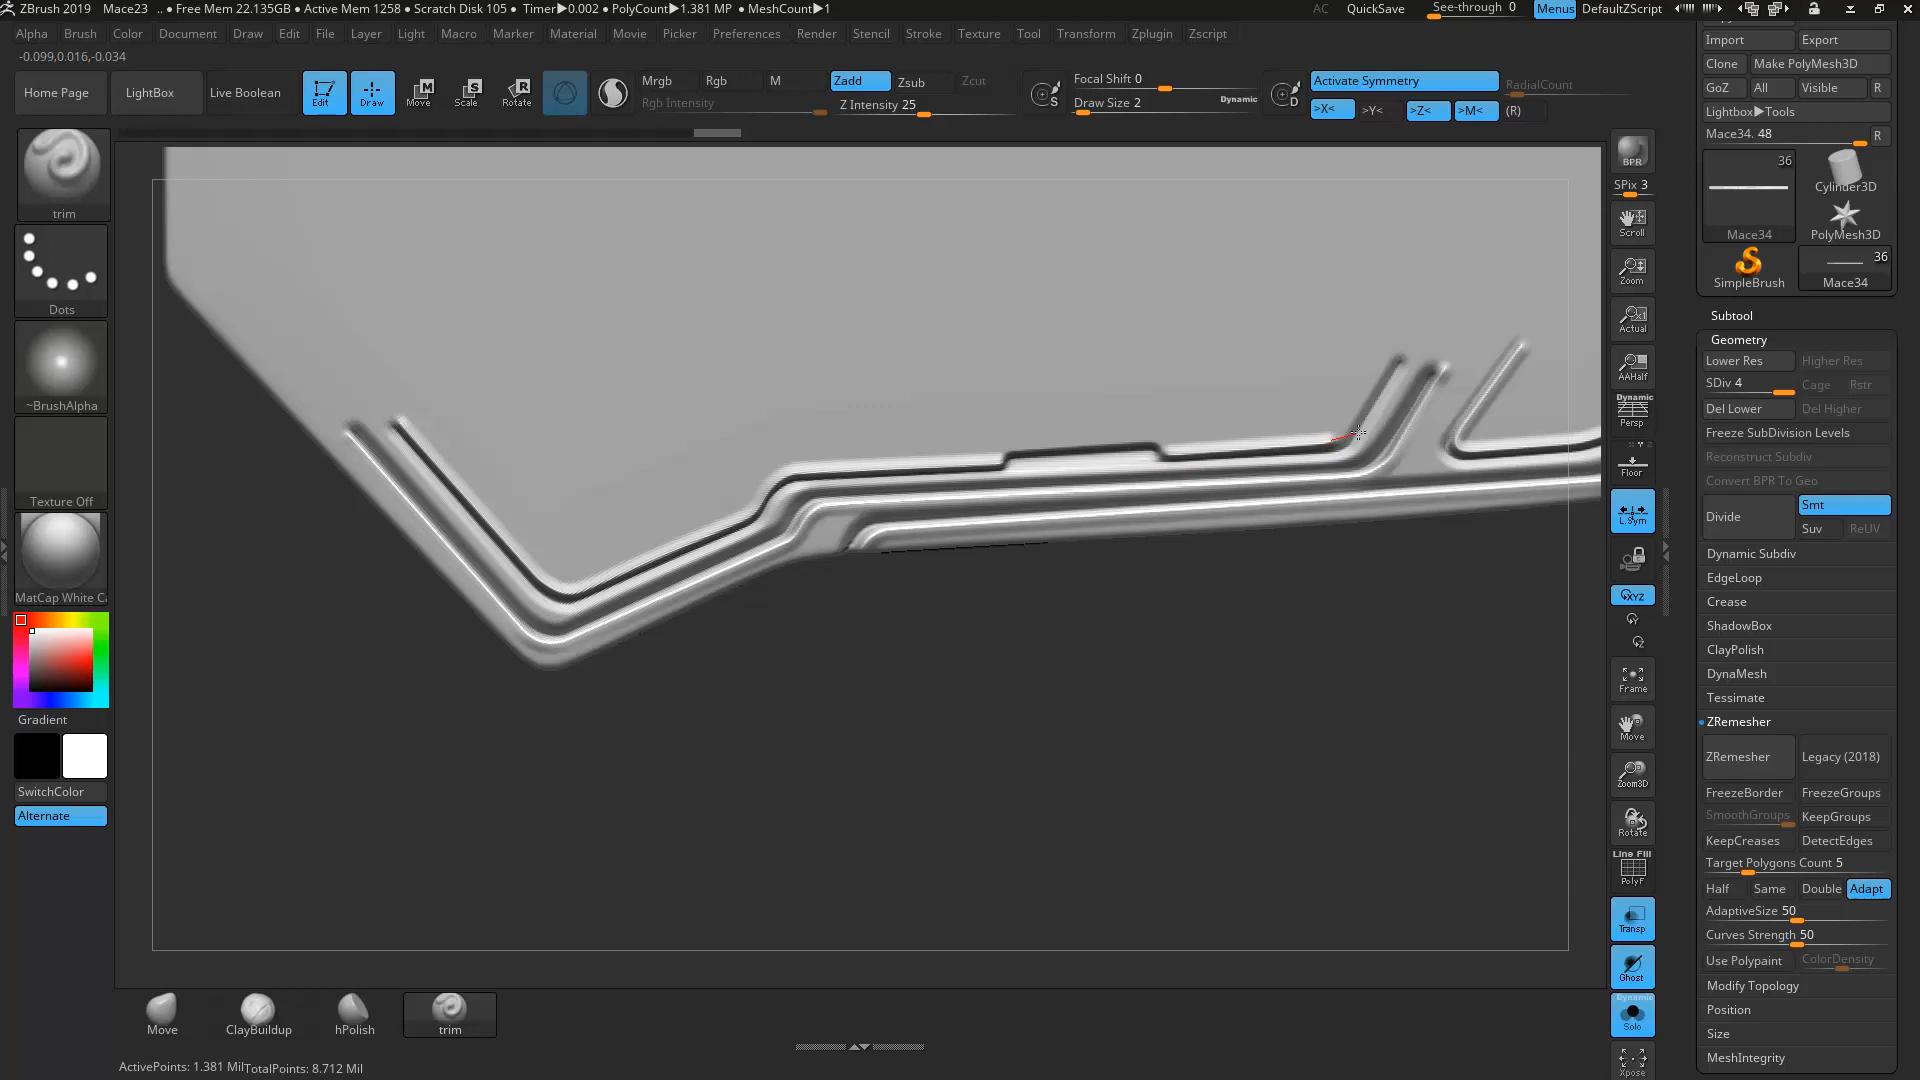 ZBrush 2019 Mace23 .. • Free Mem 22.135GB • Active Mem 1258 • Scratch Disk 105 • Timer▶0.002 • PolyCount▶1.381 MP • MeshCount▶1 AC QuickSave See-through 0 Menus DefaultZScript
Alpha Brush Color Document Draw Edit File Layer Light Macro Marker Material Movie Picker Preferences Render Stencil Stroke Texture Tool Transform Zplugin Zscript
-0.099,0.016,-0.034
Home Page LightBox Live Boolean Edit Draw Move Scale Rotate
Mrgb Rgb M Zadd Zsub Zcut
Rgb Intensity Z Intensity 25
Focal Shift 0
Draw Size 2 Dynamic
S D
Activate Symmetry RadialCount
>X< >Y< >Z< >M< (R)
trim
Dots
~BrushAlpha
Texture Off
MatCap White Ca
Gradient
SwitchColor
Alternate
BPR
SPix 3
Scroll
Zoom
Actual
AAHalf
Dynamic
Persp
Floor
L.Sym
XYZ
Y
Z
Frame
Move
Zoom3D
Rotate
Line Fill
PolyF
Transp
Ghost
Dynamic
Solo
Xpose
Import Export
Clone Make PolyMesh3D
GoZ All Visible R
Lightbox▶Tools
Mace34. 48 R
36
Mace34
Cylinder3D
PolyMesh3D
SimpleBrush
36
Mace34
Subtool
Geometry
Lower Res Higher Res
SDiv 4 Cage Rstr
Del Lower Del Higher
Freeze SubDivision Levels
Reconstruct Subdiv
Convert BPR To Geo
Divide Smt
Suv ReUV
Dynamic Subdiv
EdgeLoop
Crease
ShadowBox
ClayPolish
DynaMesh
Tessimate
ZRemesher
ZRemesher Legacy (2018)
FreezeBorder FreezeGroups
SmoothGroups KeepGroups
KeepCreases DetectEdges
Target Polygons Count 5
Half Same Double Adapt
AdaptiveSize 50
Curves Strength 50
Use Polypaint ColorDensity
Modify Topology
Position
Size
MeshIntegrity
Move ClayBuildup hPolish trim
ActivePoints: 1.381 Mil TotalPoints: 8.712 Mil